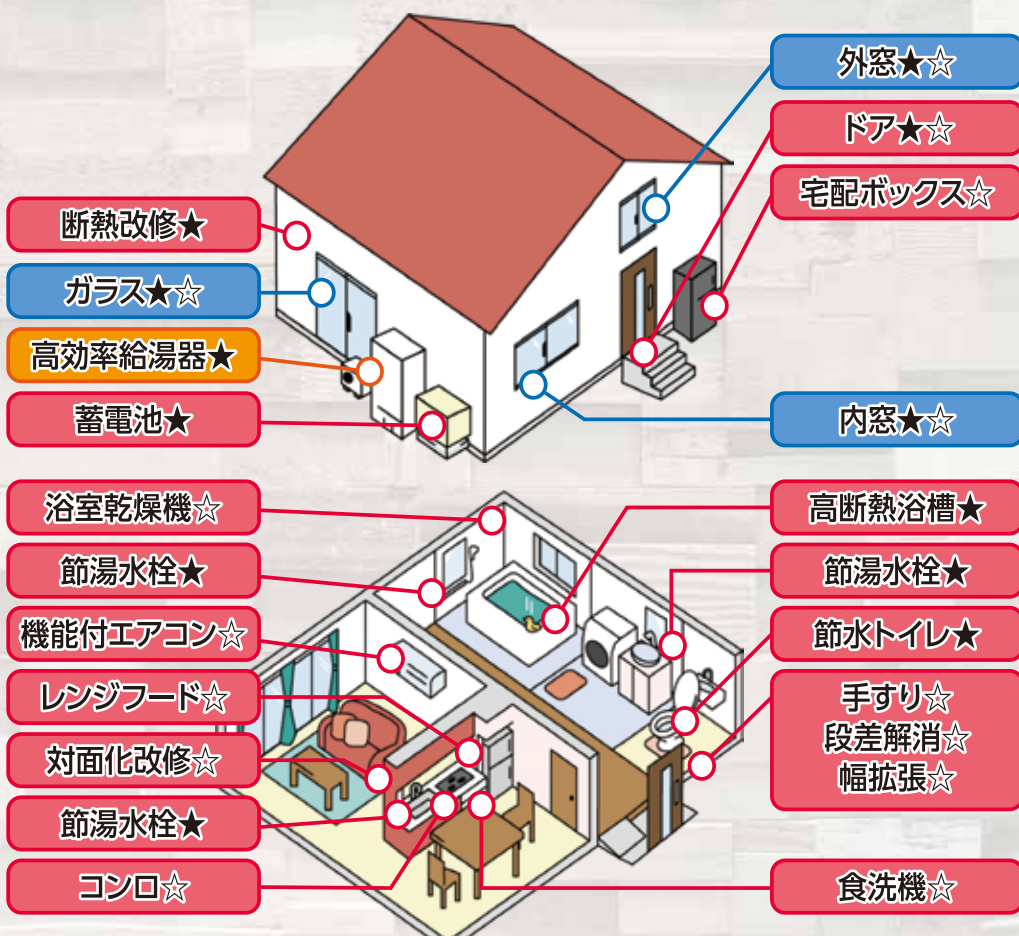 外窓★☆
ドア★☆
宅配ボックス☆
断熱改修★
ガラス★☆
高効率給湯器★
蓄電池★
内窓★☆
浴室乾燥機☆
節湯水栓★
機能付エアコン☆
レンジフード☆
対面化改修☆
節湯水栓★
コンロ☆
高断熱浴槽★
節湯水栓★
節水トイレ★
手すり☆
段差解消☆
幅拡張☆
食洗機☆